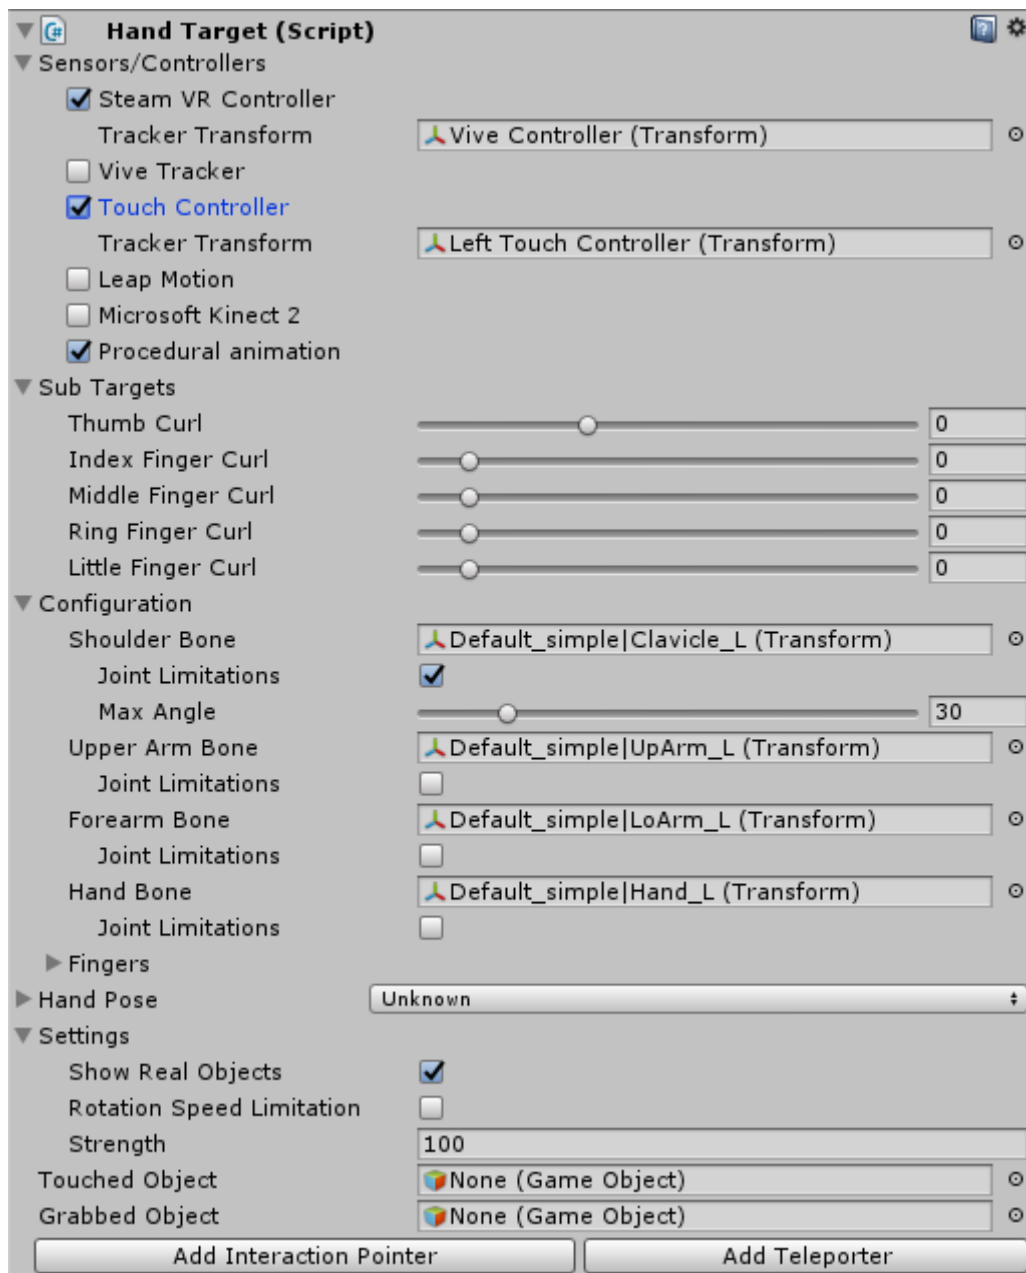 Hand Target (Script)
Sensors/Controllers
Steam VR Controller
Tracker Transform Vive Controller (Transform)
Vive Tracker
Touch Controller
Tracker Transform Left Touch Controller (Transform)
Leap Motion
Microsoft Kinect 2
Procedural animation
Sub Targets
Thumb Curl 0
Index Finger Curl 0
Middle Finger Curl 0
Ring Finger Curl 0
Little Finger Curl 0
Configuration
Shoulder Bone Default_simple|Clavicle_L (Transform)
Joint Limitations
Max Angle 30
Upper Arm Bone Default_simple|UpArm_L (Transform)
Joint Limitations
Forearm Bone Default_simple|LoArm_L (Transform)
Joint Limitations
Hand Bone Default_simple|Hand_L (Transform)
Joint Limitations
Fingers
Hand Pose Unknown
Settings
Show Real Objects
Rotation Speed Limitation
Strength 100
Touched Object None (Game Object)
Grabbed Object None (Game Object)
Add Interaction Pointer Add Teleporter